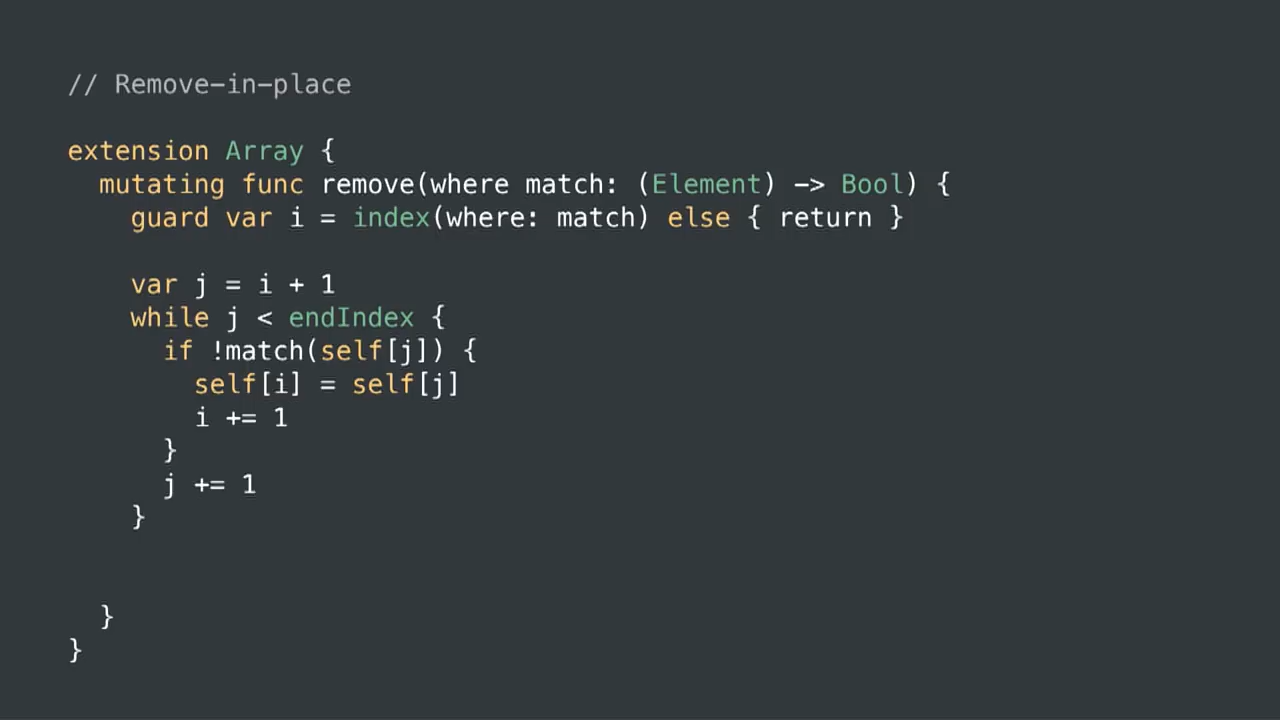 // Remove-in-place
extension Array {
mutating func remove(where match: (Element) -> Bool) {
guard var i = index(where: match) else { return }
var j = i + 1
while j < endIndex {
if !match(self[j]) {
self[i] = self[j]
i += 1
}
j += 1
}
}
}